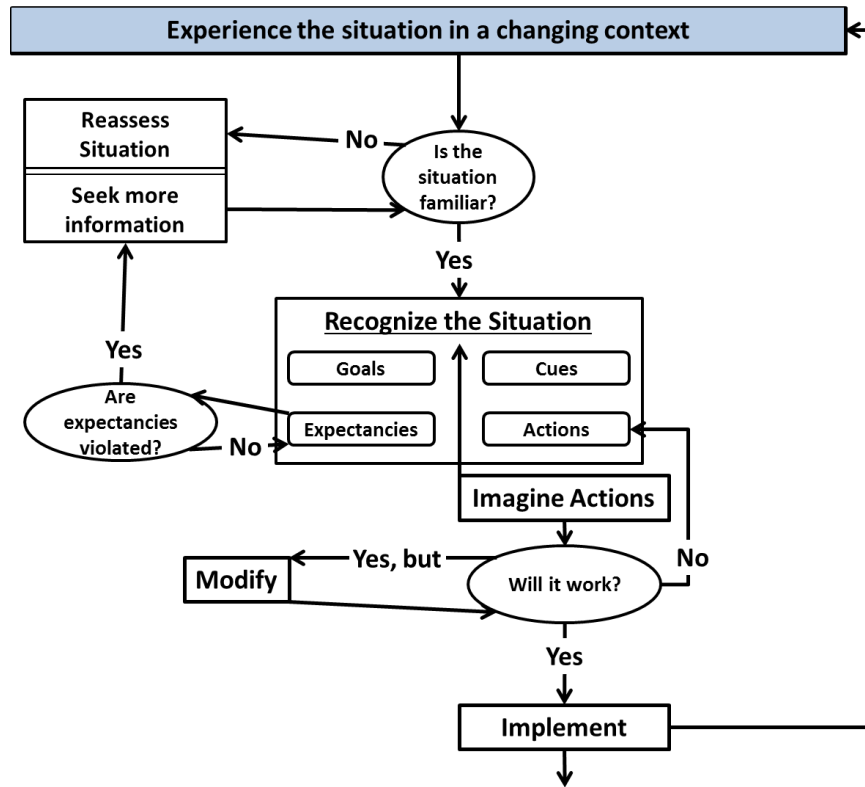 Experience the situation in a changing context
Reassess
Situation
No
Is the
situation
familiar?
Seek more
information
Yes
Recognize the Situation
Goals
Cues
Yes
Are
expectancies
violated?
Expectancies
Actions
No
Imagine Actions
Yes, but
No
Modify
Will it work?
Yes
Implement